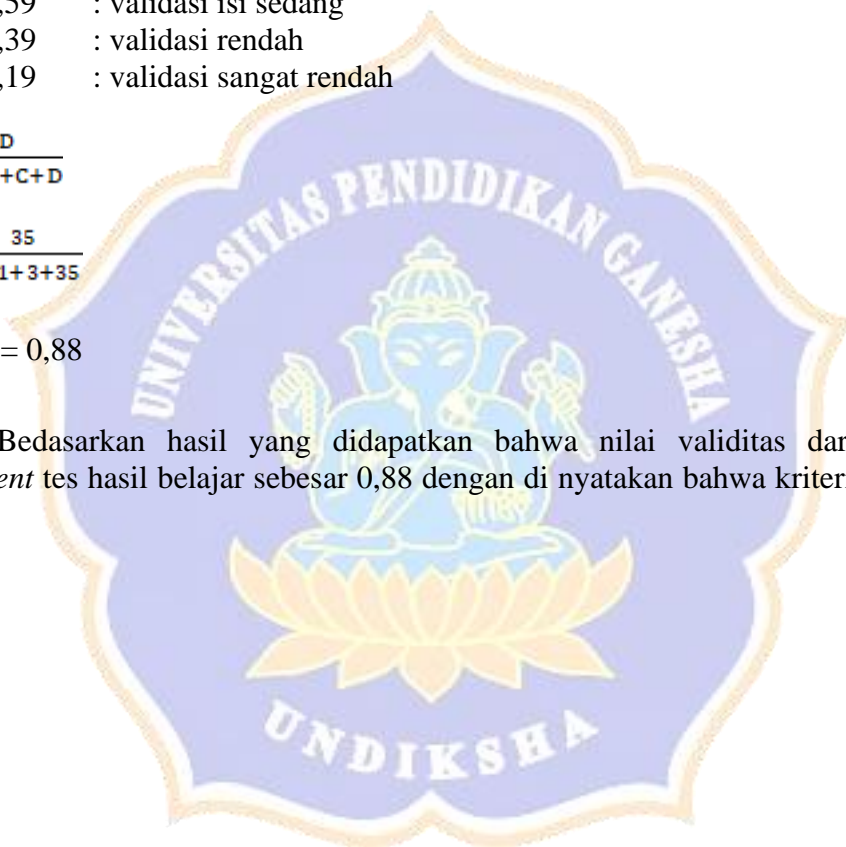 ,59 : validasi isi sedang
,39 : validasi rendah
,19 : validasi sangat rendah
D
+C+D
35
1+3+35
= 0,88
Bedasarkan hasil yang didapatkan bahwa nilai validitas dar
ent tes hasil belajar sebesar 0,88 dengan di nyatakan bahwa kriter
UNIVERSITAS PENDIDIKAN GANESHA
UNDIKSHA